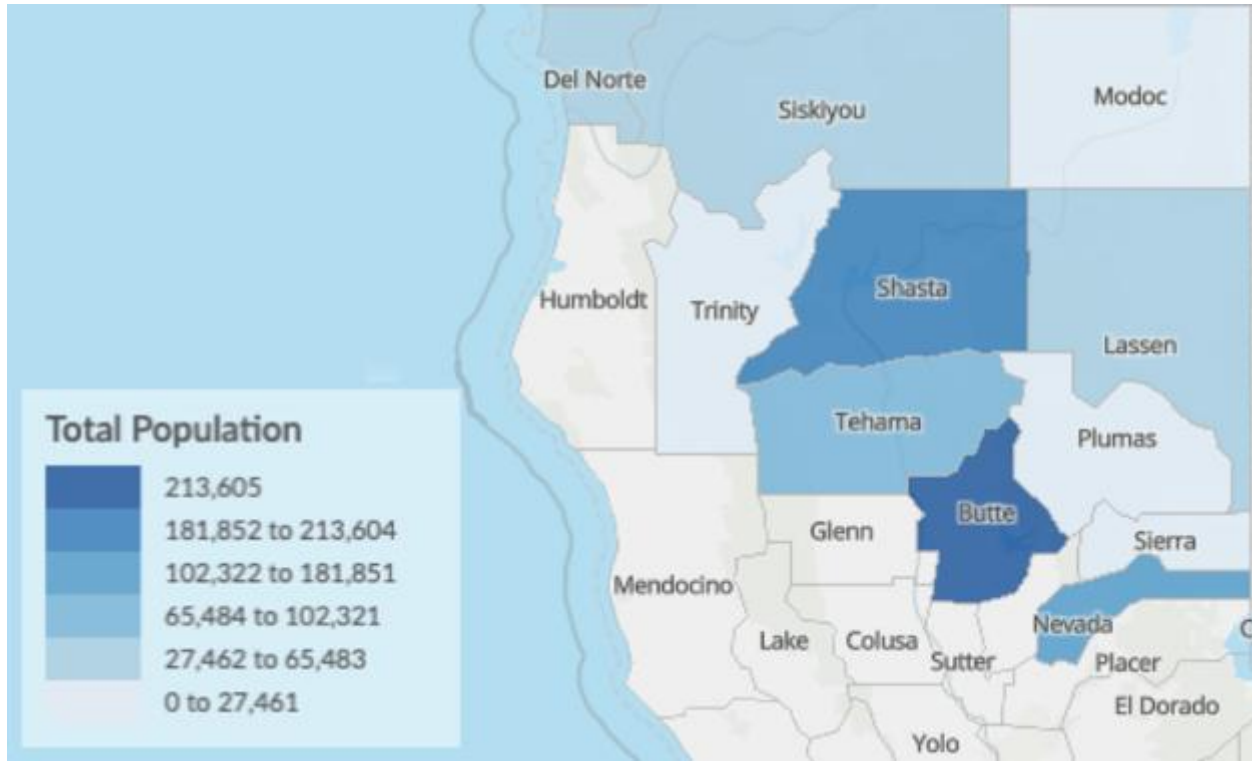 Del Norte
Siskiyou
Modoc
Humboldt
Trinity
Shasta
Lassen
Tehama
Plumas
Butte
Glenn
Sierra
Mendocino
Nevada
Lake
Colusa
Sutter
Placer
El Dorado
Yolo
Total Population
213,605
181,852 to 213,604
102,322 to 181,851
65,484 to 102,321
27,462 to 65,483
0 to 27,461